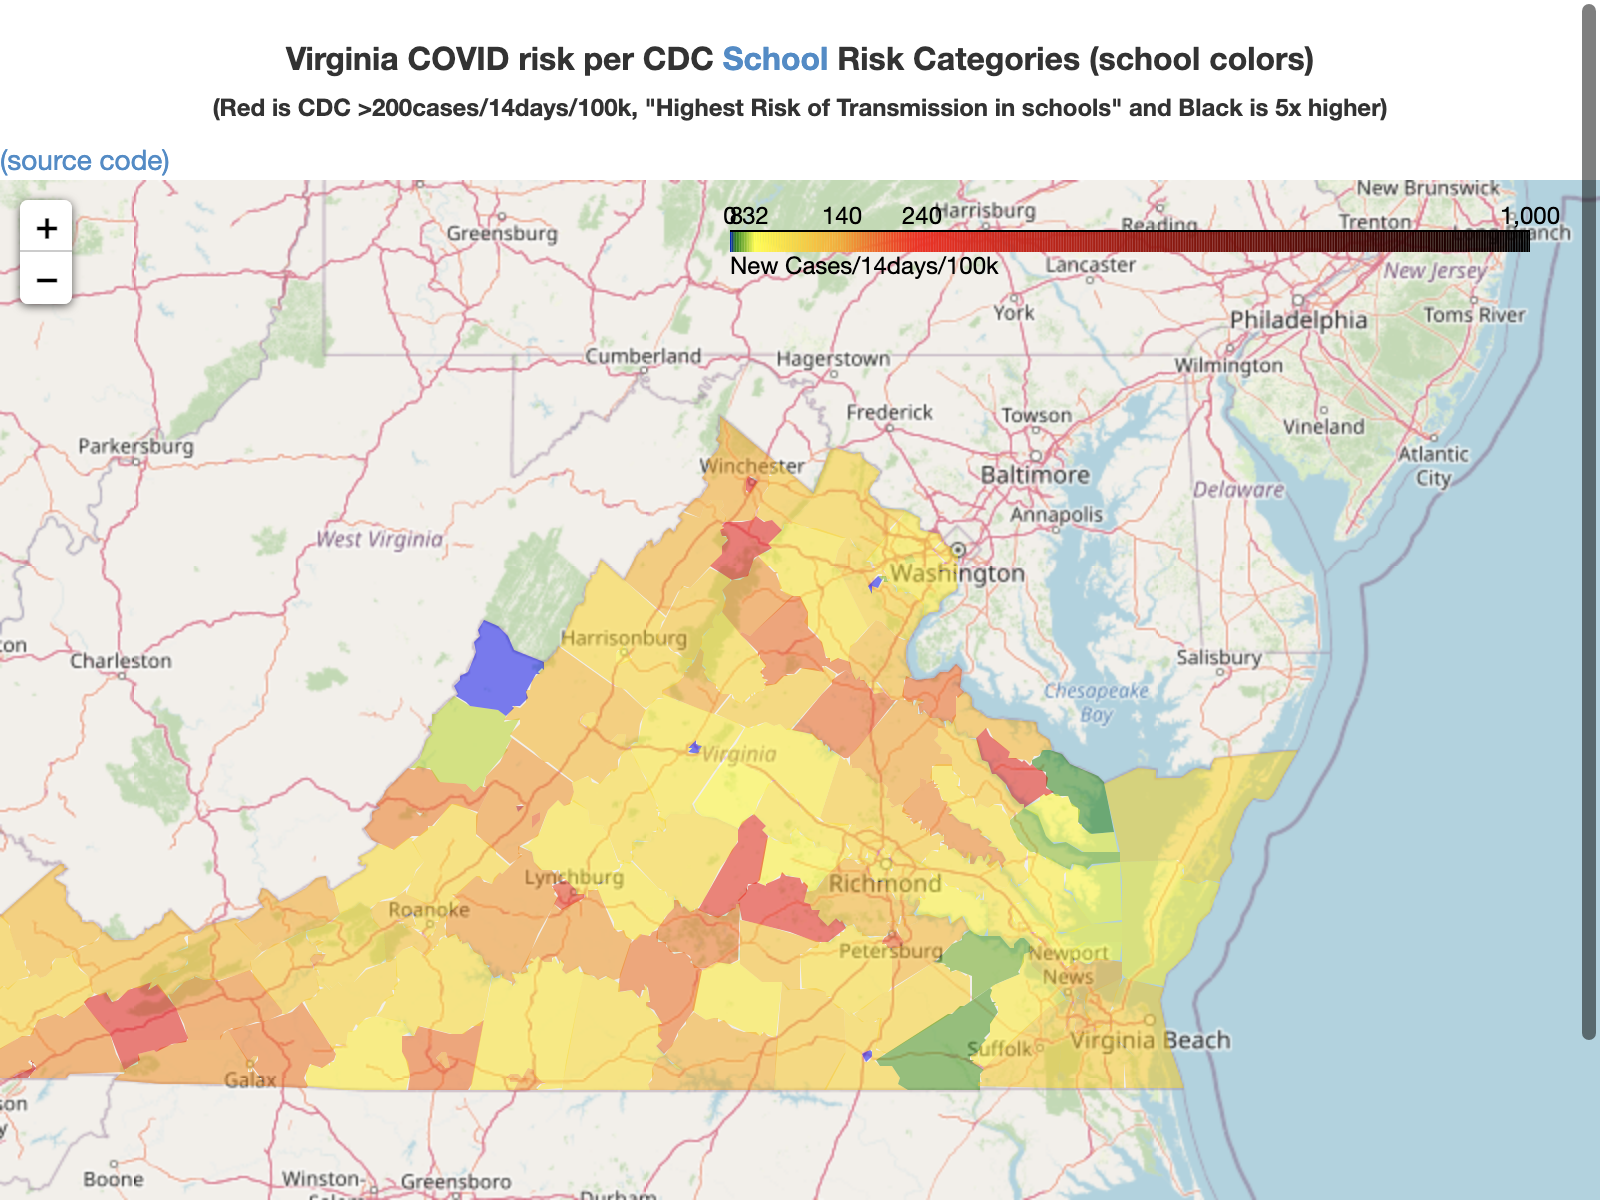 Virginia COVID risk per CDC School Risk Categories (school colors)
(Red is CDC >200cases/14days/100k, "Highest Risk of Transmission in schools" and Black is 5x higher)
(source code)
+
−
0 8 32 140 240 1,000
New Cases/14days/100k
New Brunswick
Harrisburg
Reading
Trenton
Long Branch
Greensburg
Lancaster
New Jersey
York
Philadelphia
Toms River
Cumberland
Hagerstown
Wilmington
Frederick
Towson
Vineland
Parkersburg
Winchester
Baltimore
Atlantic
City
Delaware
Annapolis
West Virginia
Washington
Harrisonburg
Charleston
Salisbury
Chesapeake
Bay
Virginia
Lynchburg
Richmond
Roanoke
Petersburg
Newport
News
Suffolk
Virginia Beach
Galax
Boone
Winston-
Greensboro
Durham